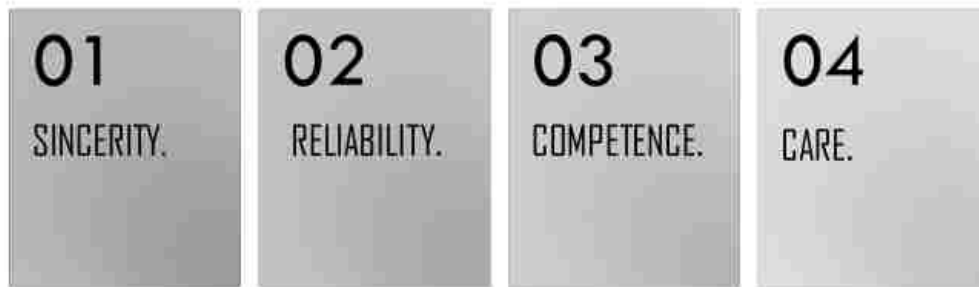 01
SINCERITY.
02
RELIABILITY.
03
COMPETENCE.
04
CARE.